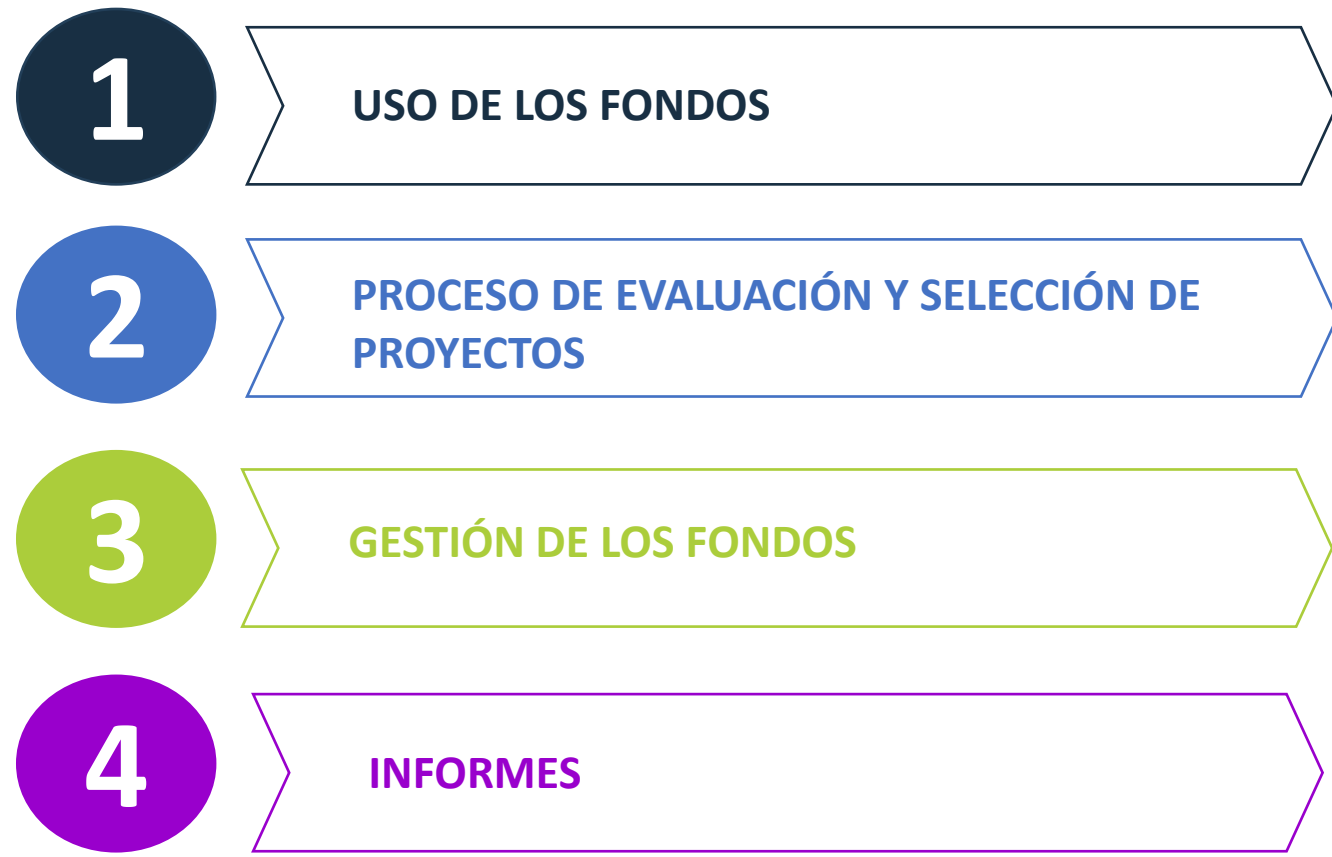 1
USO DE LOS FONDOS
2
PROCESO DE EVALUACIÓN Y SELECCIÓN DE
PROYECTOS
3
GESTIÓN DE LOS FONDOS
4
INFORMES